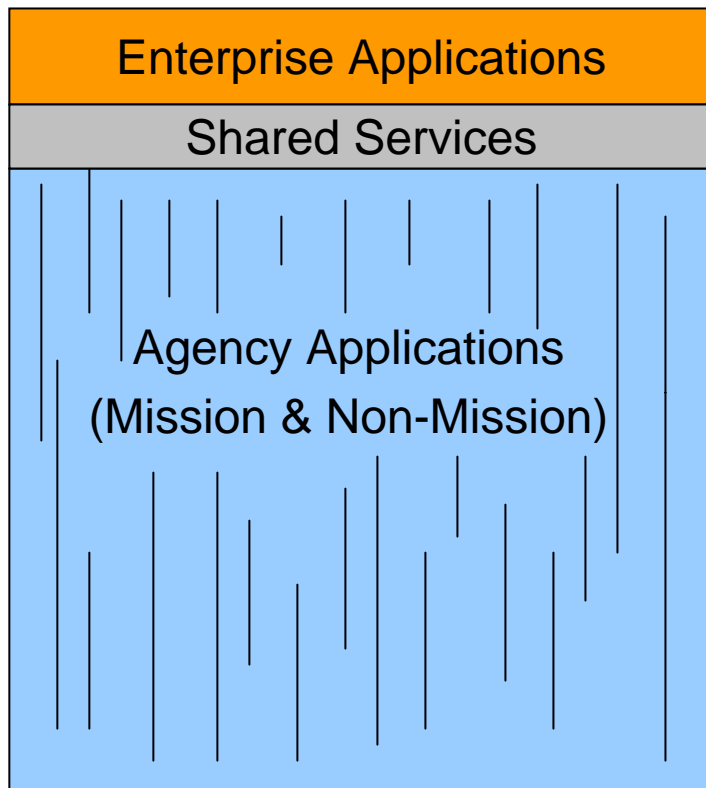 Enterprise Applications
Shared Services
Agency Applications
(Mission & Non-Mission)